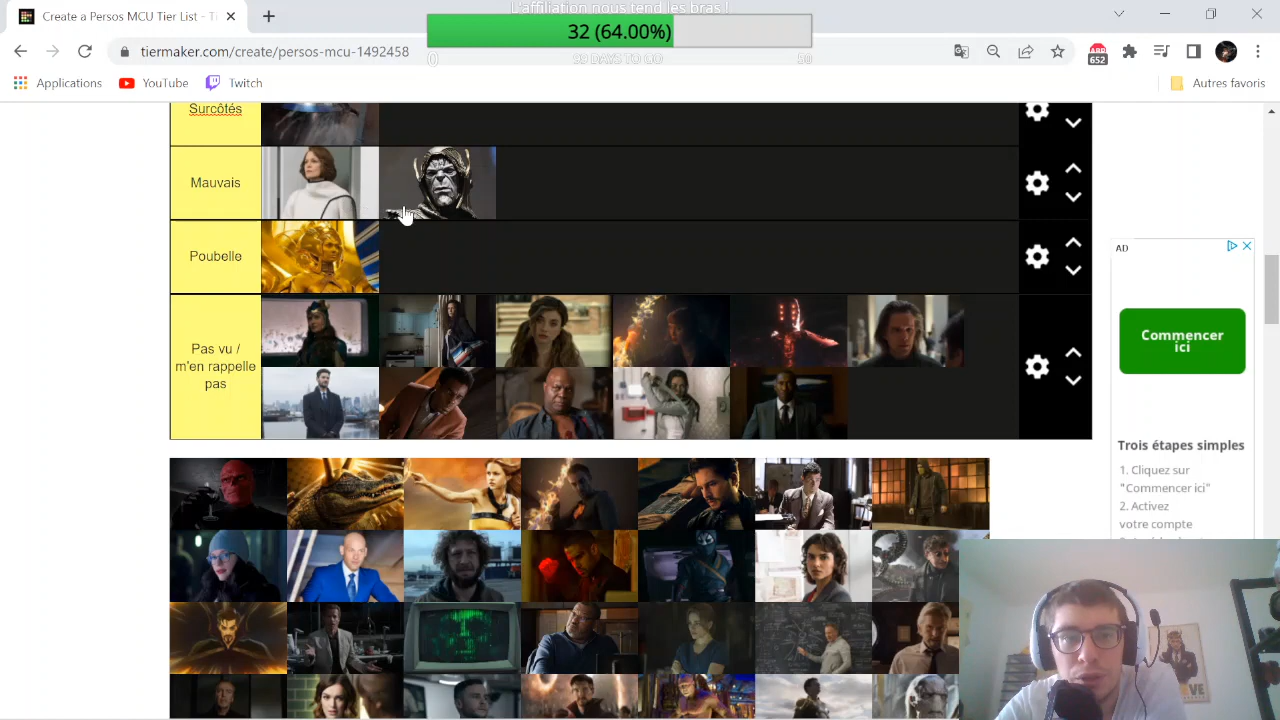 L'affiliation nous tend les bras !
Create a Persos MCU Tier List - Ti
32 (64.00%)
tiermaker.com/create/persos-mcu-1492458
652
Applications
YouTube
Twitch
Autres favoris
Surcôtés
Mauvais
Poubelle
Pas vu /
m'en rappelle
pas
AD
Commencer
ici
Trois étapes simples
1. Cliquez sur
"Commencer ici"
2. Activez
votre compte